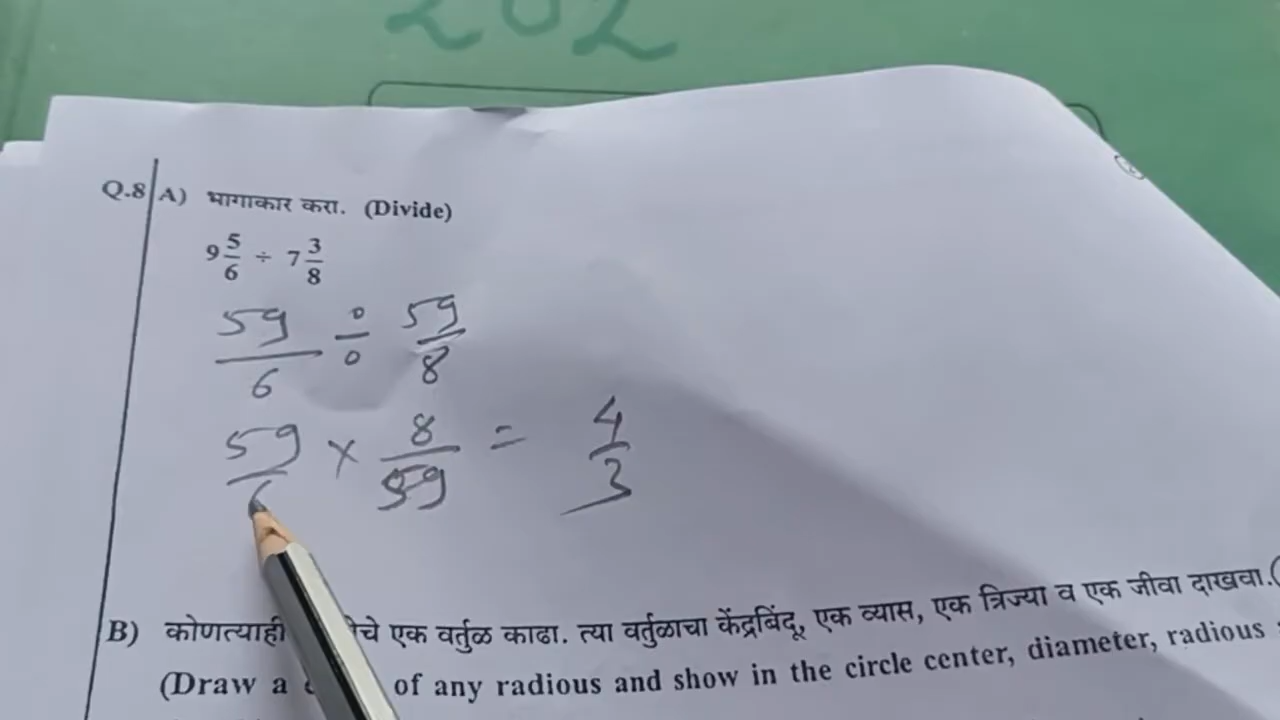 202
Q.8 A) भागाकार करा. (Divide)
9 5/6 ÷ 7 3/8
59/6 ÷ 59/8
59/6 × 8/59 = 4/3
B) कोणत्याही एक वर्तुळ काढा. त्या वर्तुळाचा केंद्रबिंदू, एक व्यास, एक त्रिज्या व एक जीवा दाखवा.
(Draw a of any radious and show in the circle center, diameter, radious